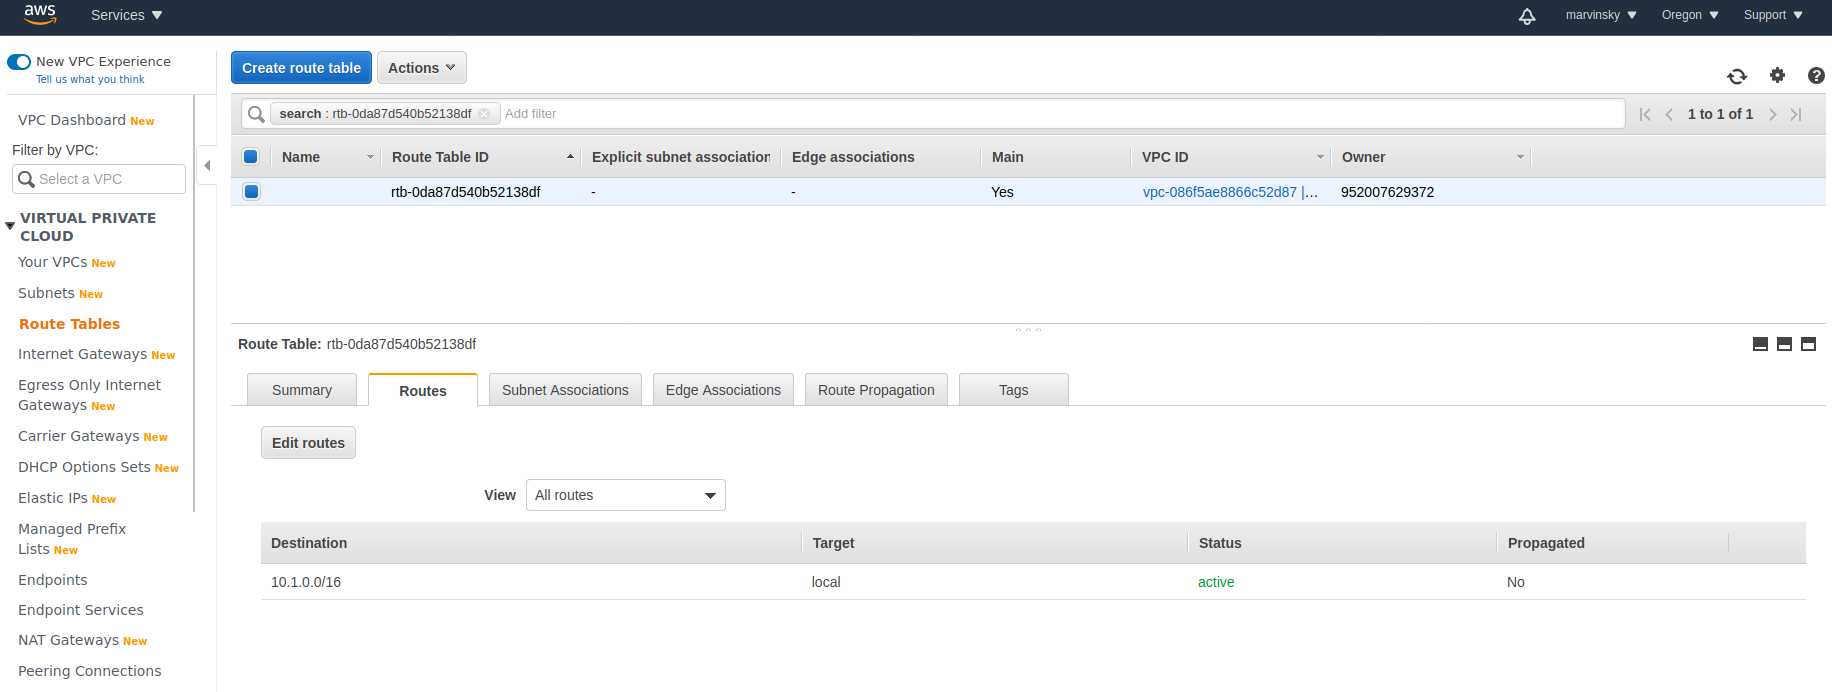 aws Services marvinsky Oregon Support
New VPC Experience
Tell us what you think
VPC Dashboard New
Filter by VPC:
Select a VPC
VIRTUAL PRIVATE
CLOUD
Your VPCs New
Subnets New
Route Tables
Internet Gateways New
Egress Only Internet
Gateways New
Carrier Gateways New
DHCP Options Sets New
Elastic IPs New
Managed Prefix
Lists New
Endpoints
Endpoint Services
NAT Gateways New
Peering Connections
Create route table Actions
search : rtb-0da87d540b52138df Add filter 1 to 1 of 1
Name Route Table ID Explicit subnet association Edge associations Main VPC ID Owner
rtb-0da87d540b52138df - - Yes vpc-086f5ae8866c52d87 |... 952007629372
Route Table: rtb-0da87d540b52138df
Summary Routes Subnet Associations Edge Associations Route Propagation Tags
Edit routes
View All routes
Destination Target Status Propagated
10.1.0.0/16 local active No